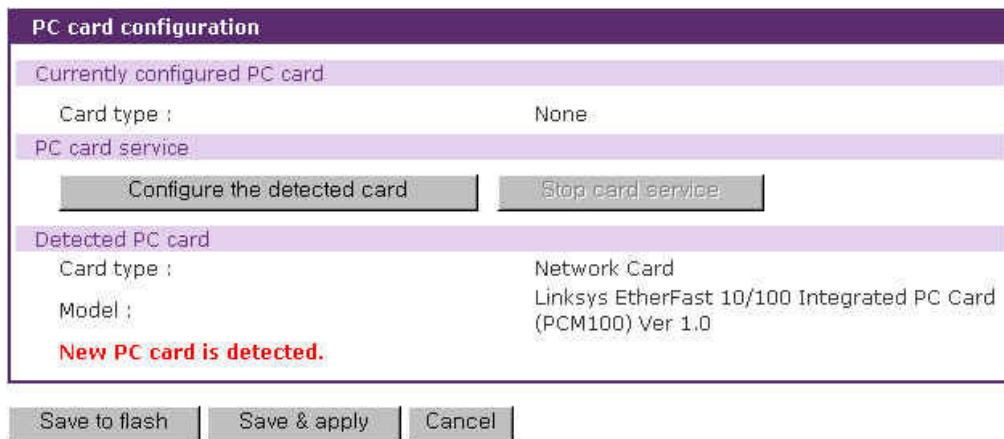 PC card configuration
Currently configured PC card
Card type : None
PC card service
Configure the detected card Stop card service
Detected PC card
Card type : Network Card
Model : Linksys EtherFast 10/100 Integrated PC Card
(PCM100) Ver 1.0
New PC card is detected.
Save to flash Save & apply Cancel